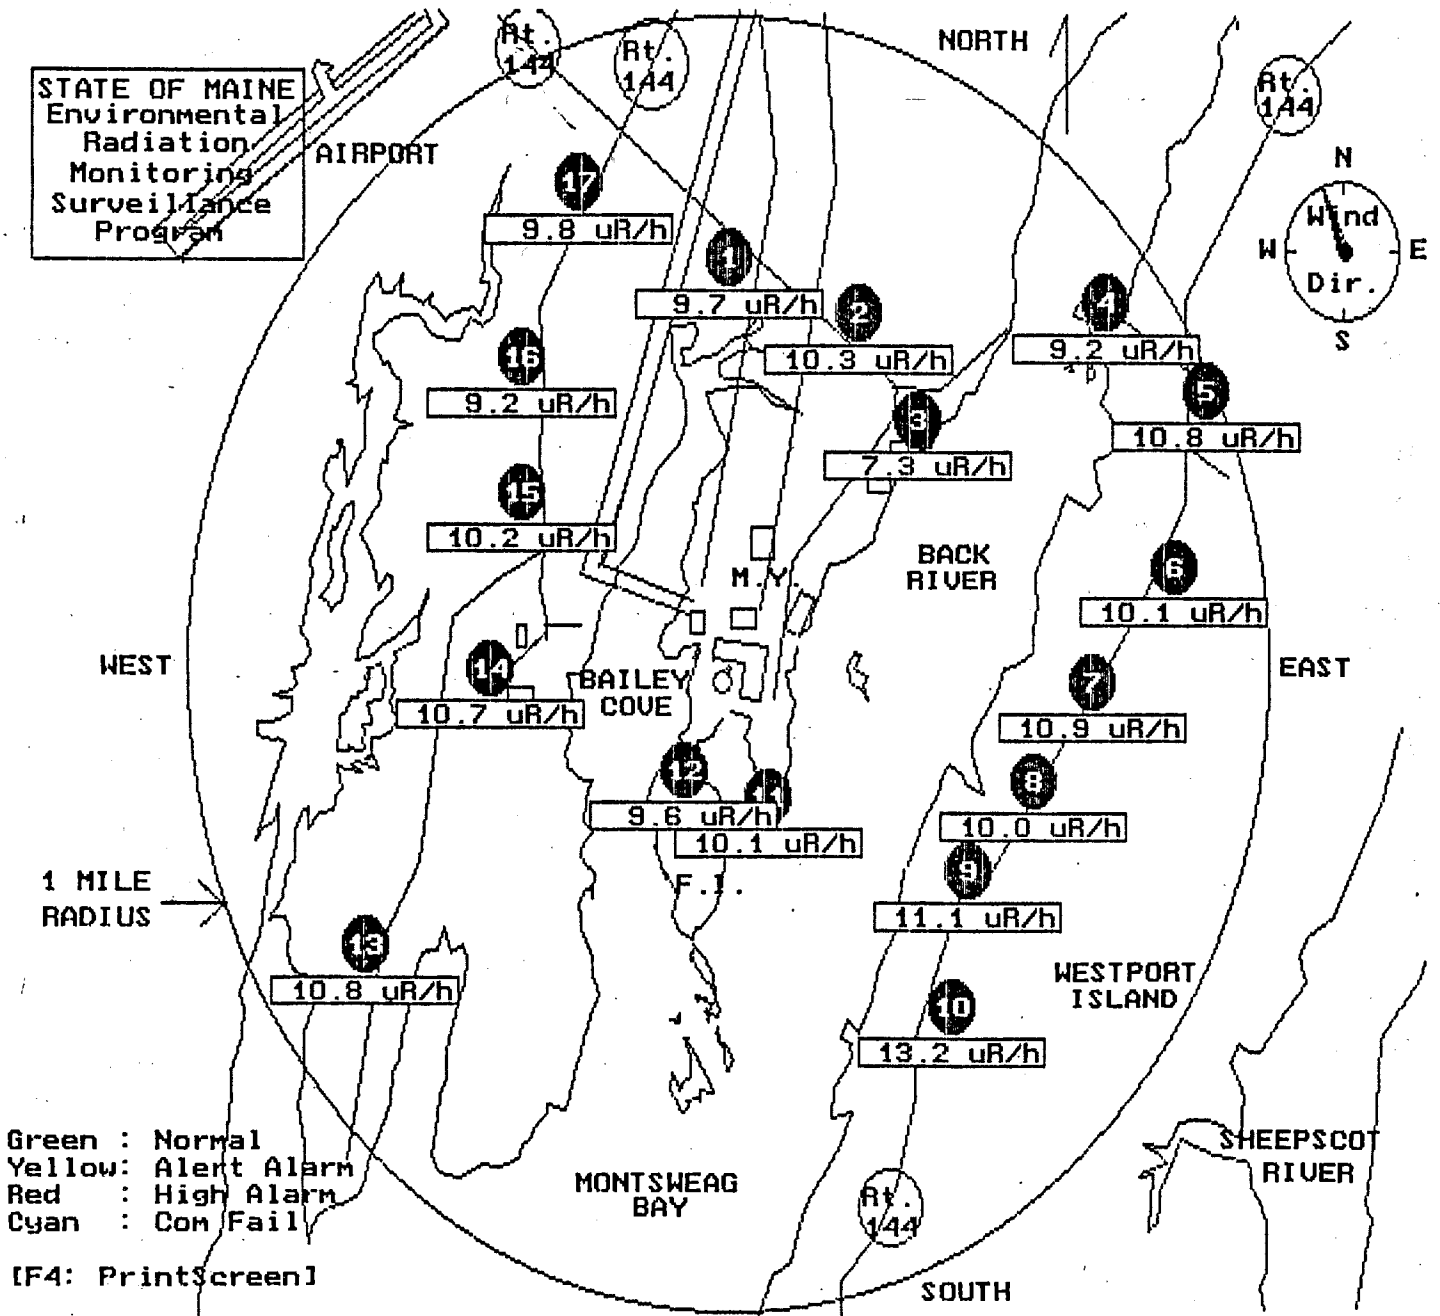 STATE OF MAINE
Environmental
Radiation
Monitoring
Surveillance
Program
AIRPORT
Rt.
144
Rt.
144
NORTH
Rt.
144
N
W
Wind
E
Dir.
S
17
9.8 uR/h
1
9.7 uR/h
2
10.3 uR/h
4
9.2 uR/h
16
9.2 uR/h
3
7.3 uR/h
5
10.8 uR/h
15
10.2 uR/h
M.Y.
BACK
RIVER
6
10.1 uR/h
WEST
14
10.7 uR/h
BAILEY
COVE
7
10.9 uR/h
EAST
12
9.6 uR/h
11
10.1 uR/h
8
10.0 uR/h
F.I.
9
11.1 uR/h
1 MILE
RADIUS
13
10.8 uR/h
WESTPORT
ISLAND
10
13.2 uR/h
Green : Normal
Yellow: Alert Alarm
Red : High Alarm
Cyan : Com Fail
[F4: PrintScreen]
MONTSWEAG
BAY
Rt.
144
SHEEPSCOT
RIVER
SOUTH